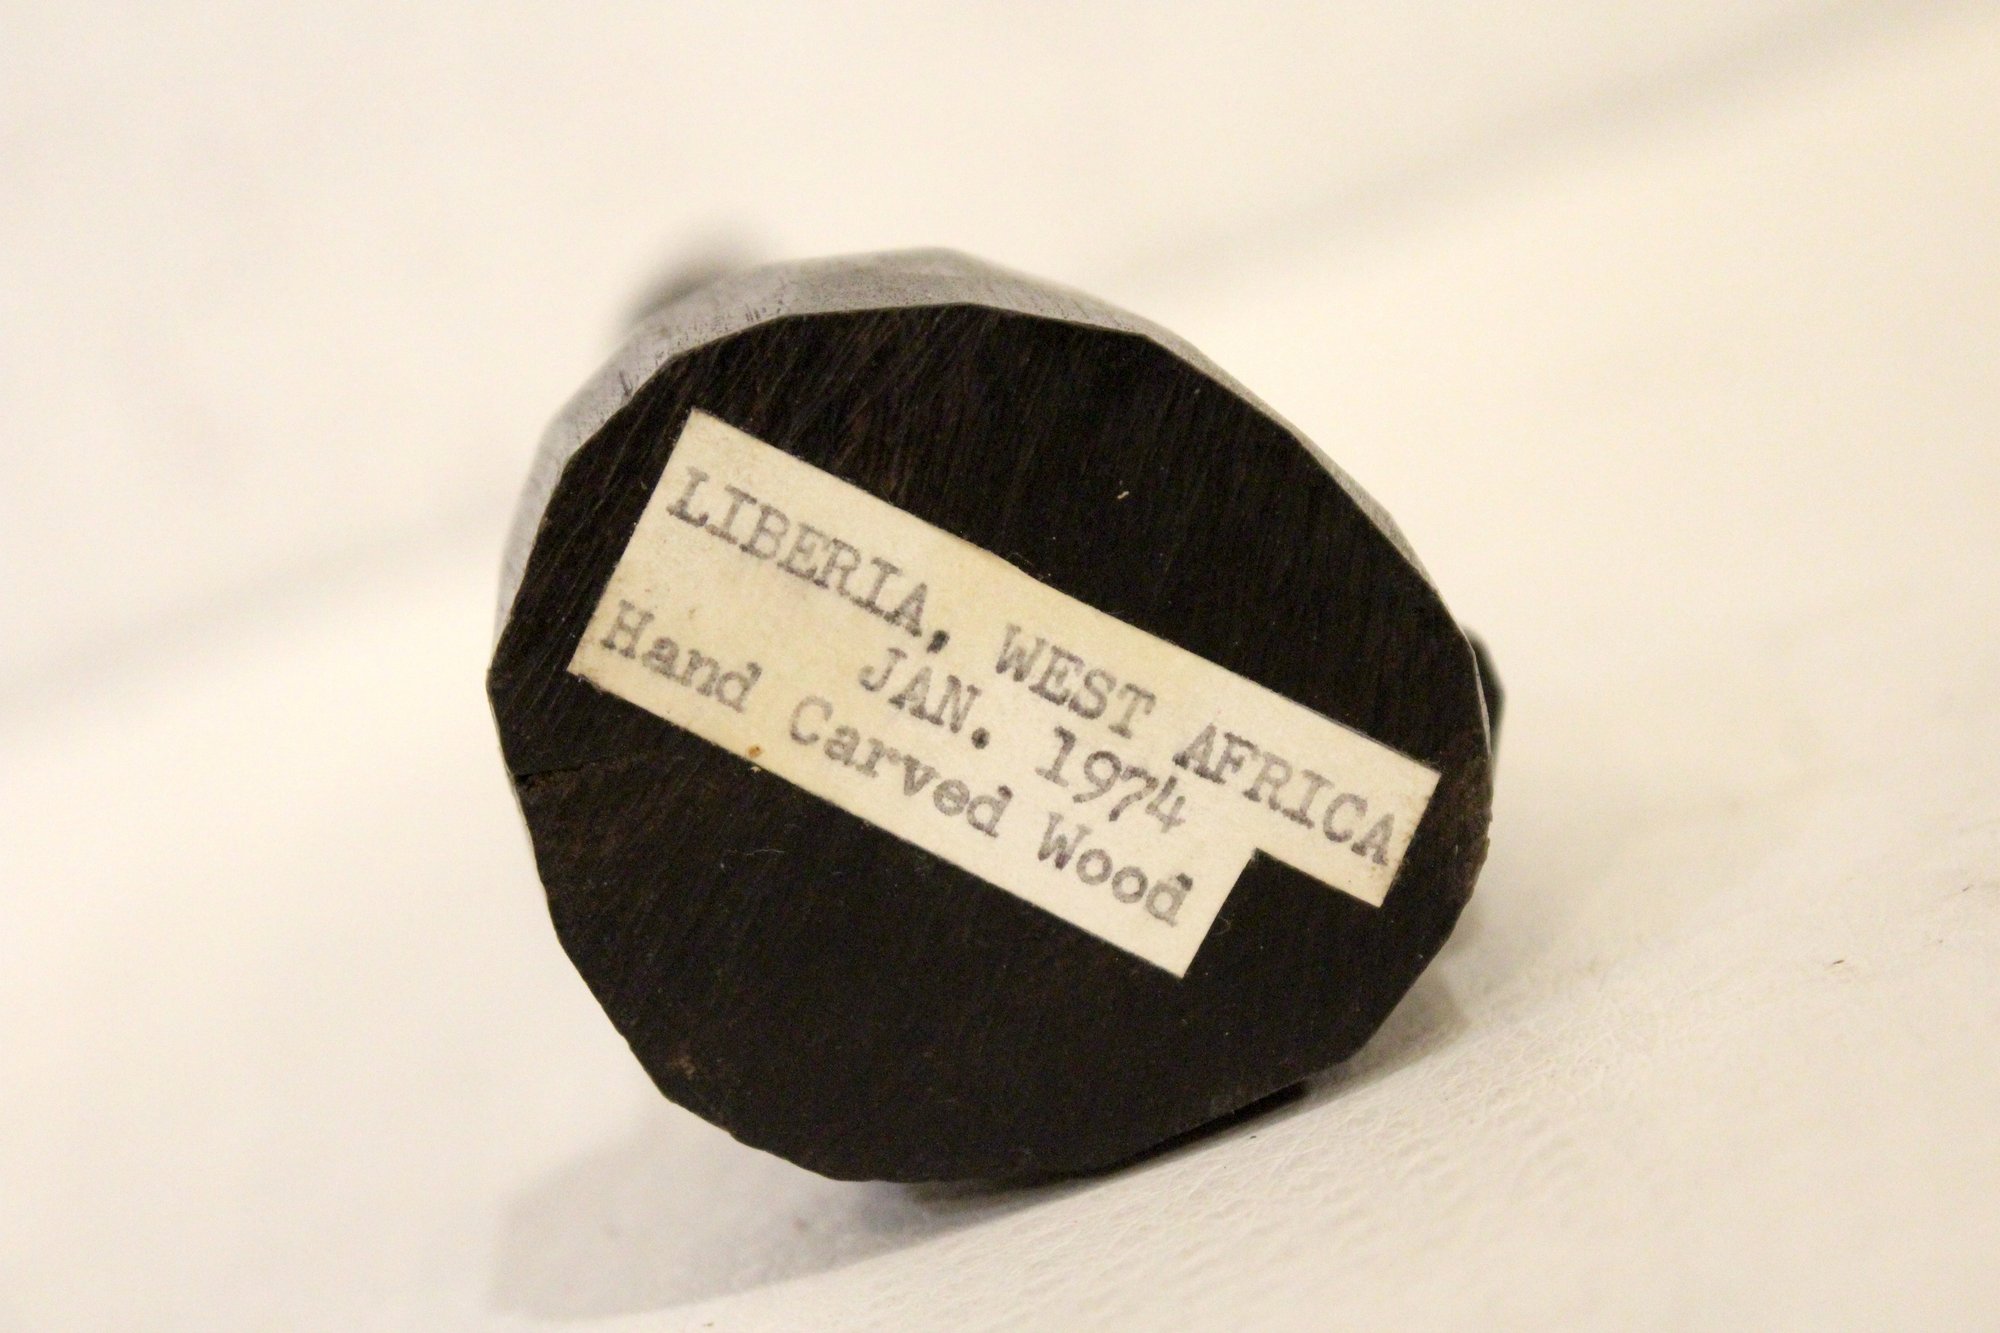 LIBERIA, WEST AFRICA
JAN. 1974
Hand Carved Wood